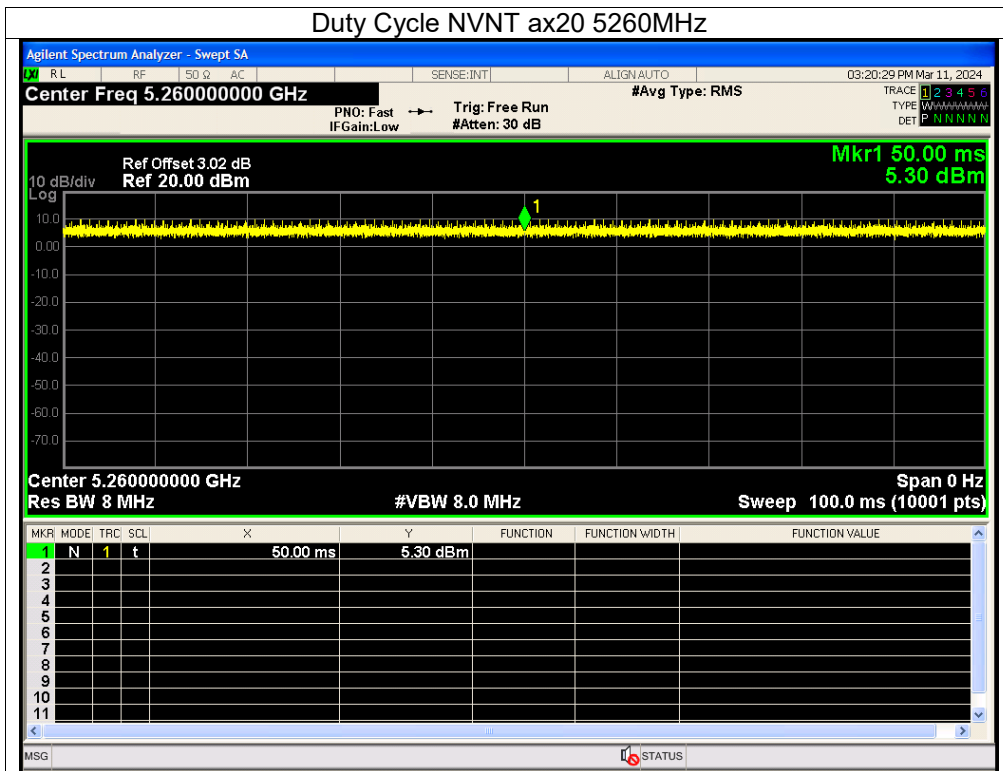 Duty Cycle NVNT ax20 5260MHz
Agilent Spectrum Analyzer - Swept SA
LXI RL RF 50 Ω AC SENSE:INT ALIGN AUTO 03:20:29 PM Mar 11, 2024
Center Freq 5.260000000 GHz #Avg Type: RMS TRACE 1 2 3 4 5 6
PNO: Fast Trig: Free Run TYPE WWWWWW
IFGain:Low #Atten: 30 dB DET P N N N N N
Mkr1 50.00 ms
Ref Offset 3.02 dB
10 dB/div Ref 20.00 dBm 5.30 dBm
Log
1
10.0
0.00
-10.0
-20.0
-30.0
-40.0
-50.0
-60.0
-70.0
Center 5.260000000 GHz Span 0 Hz
Res BW 8 MHz #VBW 8.0 MHz Sweep 100.0 ms (10001 pts)
MKR MODE TRC SCL X Y FUNCTION FUNCTION WIDTH FUNCTION VALUE
1 N 1 t 50.00 ms 5.30 dBm
2
3
4
5
6
7
8
9
10
11
MSG STATUS